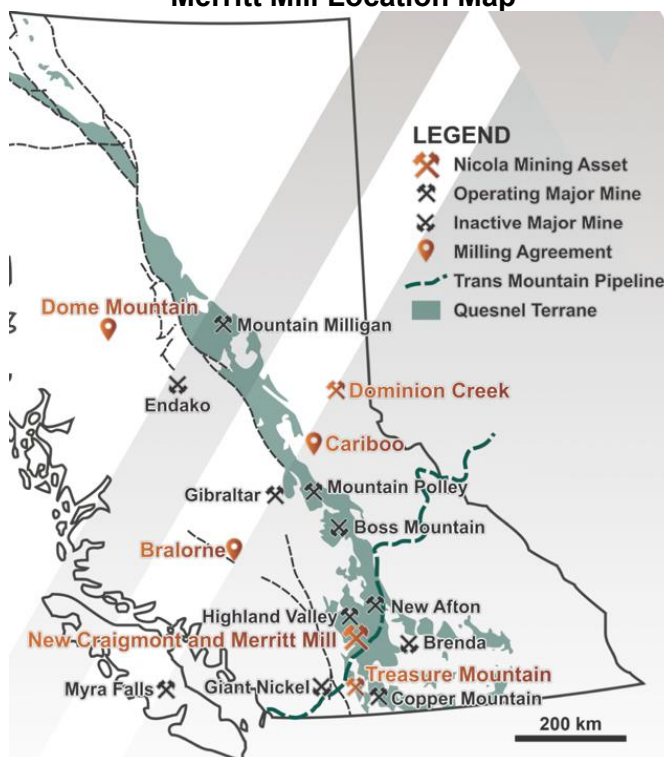 Merritt Mill Location Map
LEGEND
Nicola Mining Asset
Operating Major Mine
Inactive Major Mine
Milling Agreement
Trans Mountain Pipeline
Quesnel Terrane
Dome Mountain
Mountain Milligan
Endako
Dominion Creek
Cariboo
Gibraltar
Mountain Polley
Boss Mountain
Bralorne
New Afton
Highland Valley
New Craigmont and Merritt Mill
Brenda
Treasure Mountain
Myra Falls
Giant Nickel
Copper Mountain
200 km